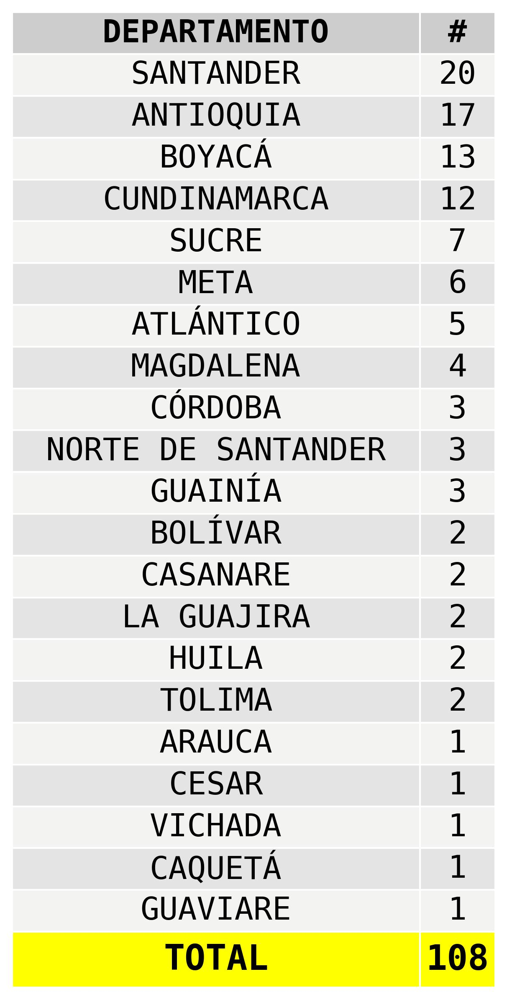 DEPARTAMENTO #
SANTANDER 20
ANTIOQUIA 17
BOYACÁ 13
CUNDINAMARCA 12
SUCRE 7
META 6
ATLÁNTICO 5
MAGDALENA 4
CÓRDOBA 3
NORTE DE SANTANDER 3
GUAINÍA 3
BOLÍVAR 2
CASANARE 2
LA GUAJIRA 2
HUILA 2
TOLIMA 2
ARAUCA 1
CESAR 1
VICHADA 1
CAQUETÁ 1
GUAVIARE 1
TOTAL 108